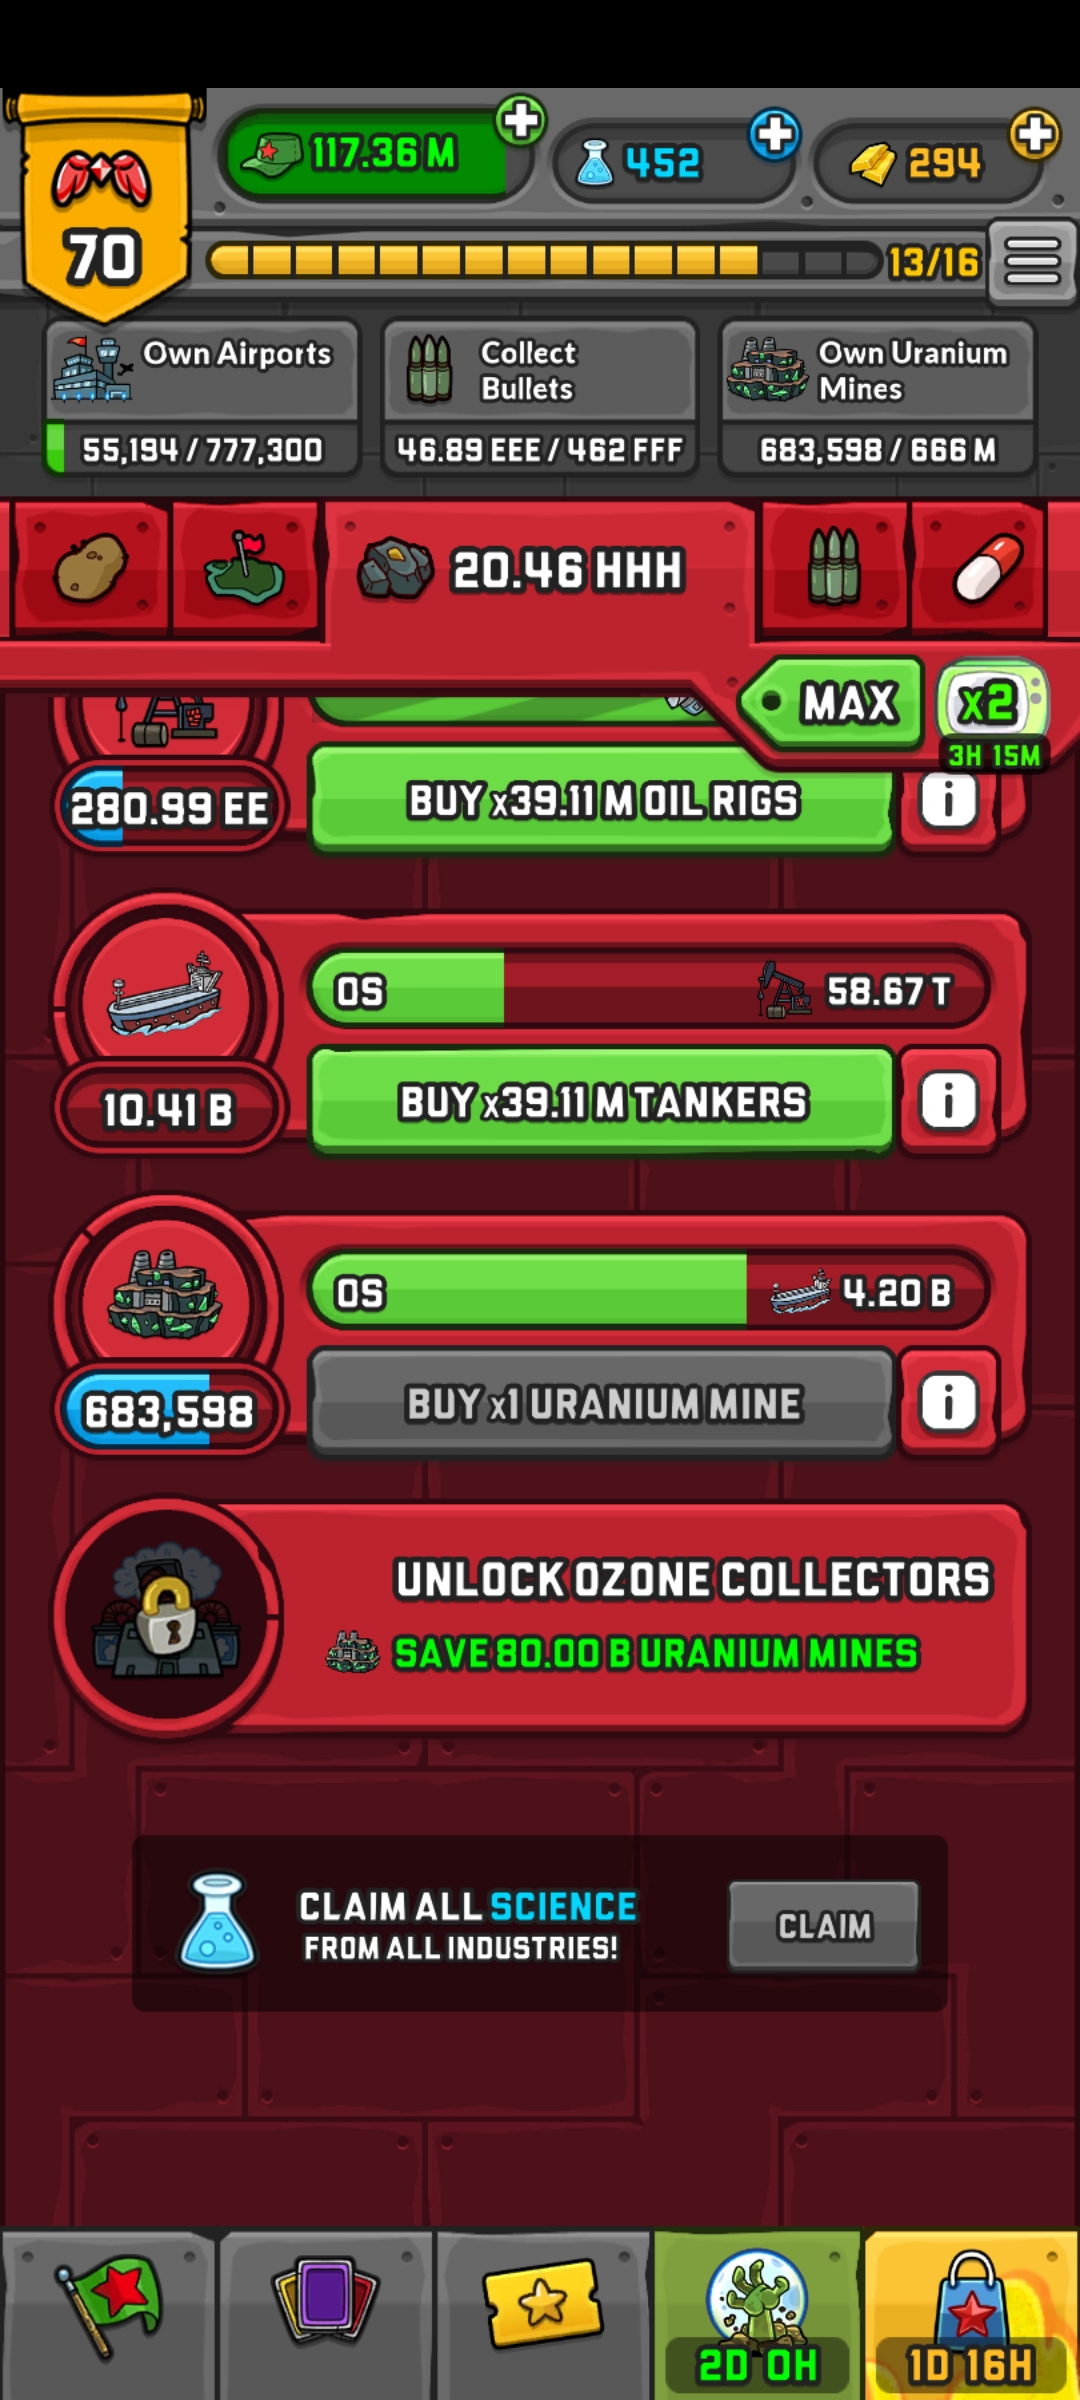 117.36 M
452
294
70
13/16
Own Airports
55,194 / 777,300
Collect
Bullets
46.89 EEE / 462 FFF
Own Uranium
Mines
683,598 / 666 M
20.46 HHH
MAX
x2
3H 15M
280.99 EE
BUY x39.11 M OIL RIGS
i
0S
58.67 T
10.41 B
BUY x39.11 M TANKERS
i
0S
4.20 B
683,598
BUY x1 URANIUM MINE
i
UNLOCK OZONE COLLECTORS
SAVE 80.00 B URANIUM MINES
CLAIM ALL SCIENCE
FROM ALL INDUSTRIES!
CLAIM
2D 0H
1D 16H